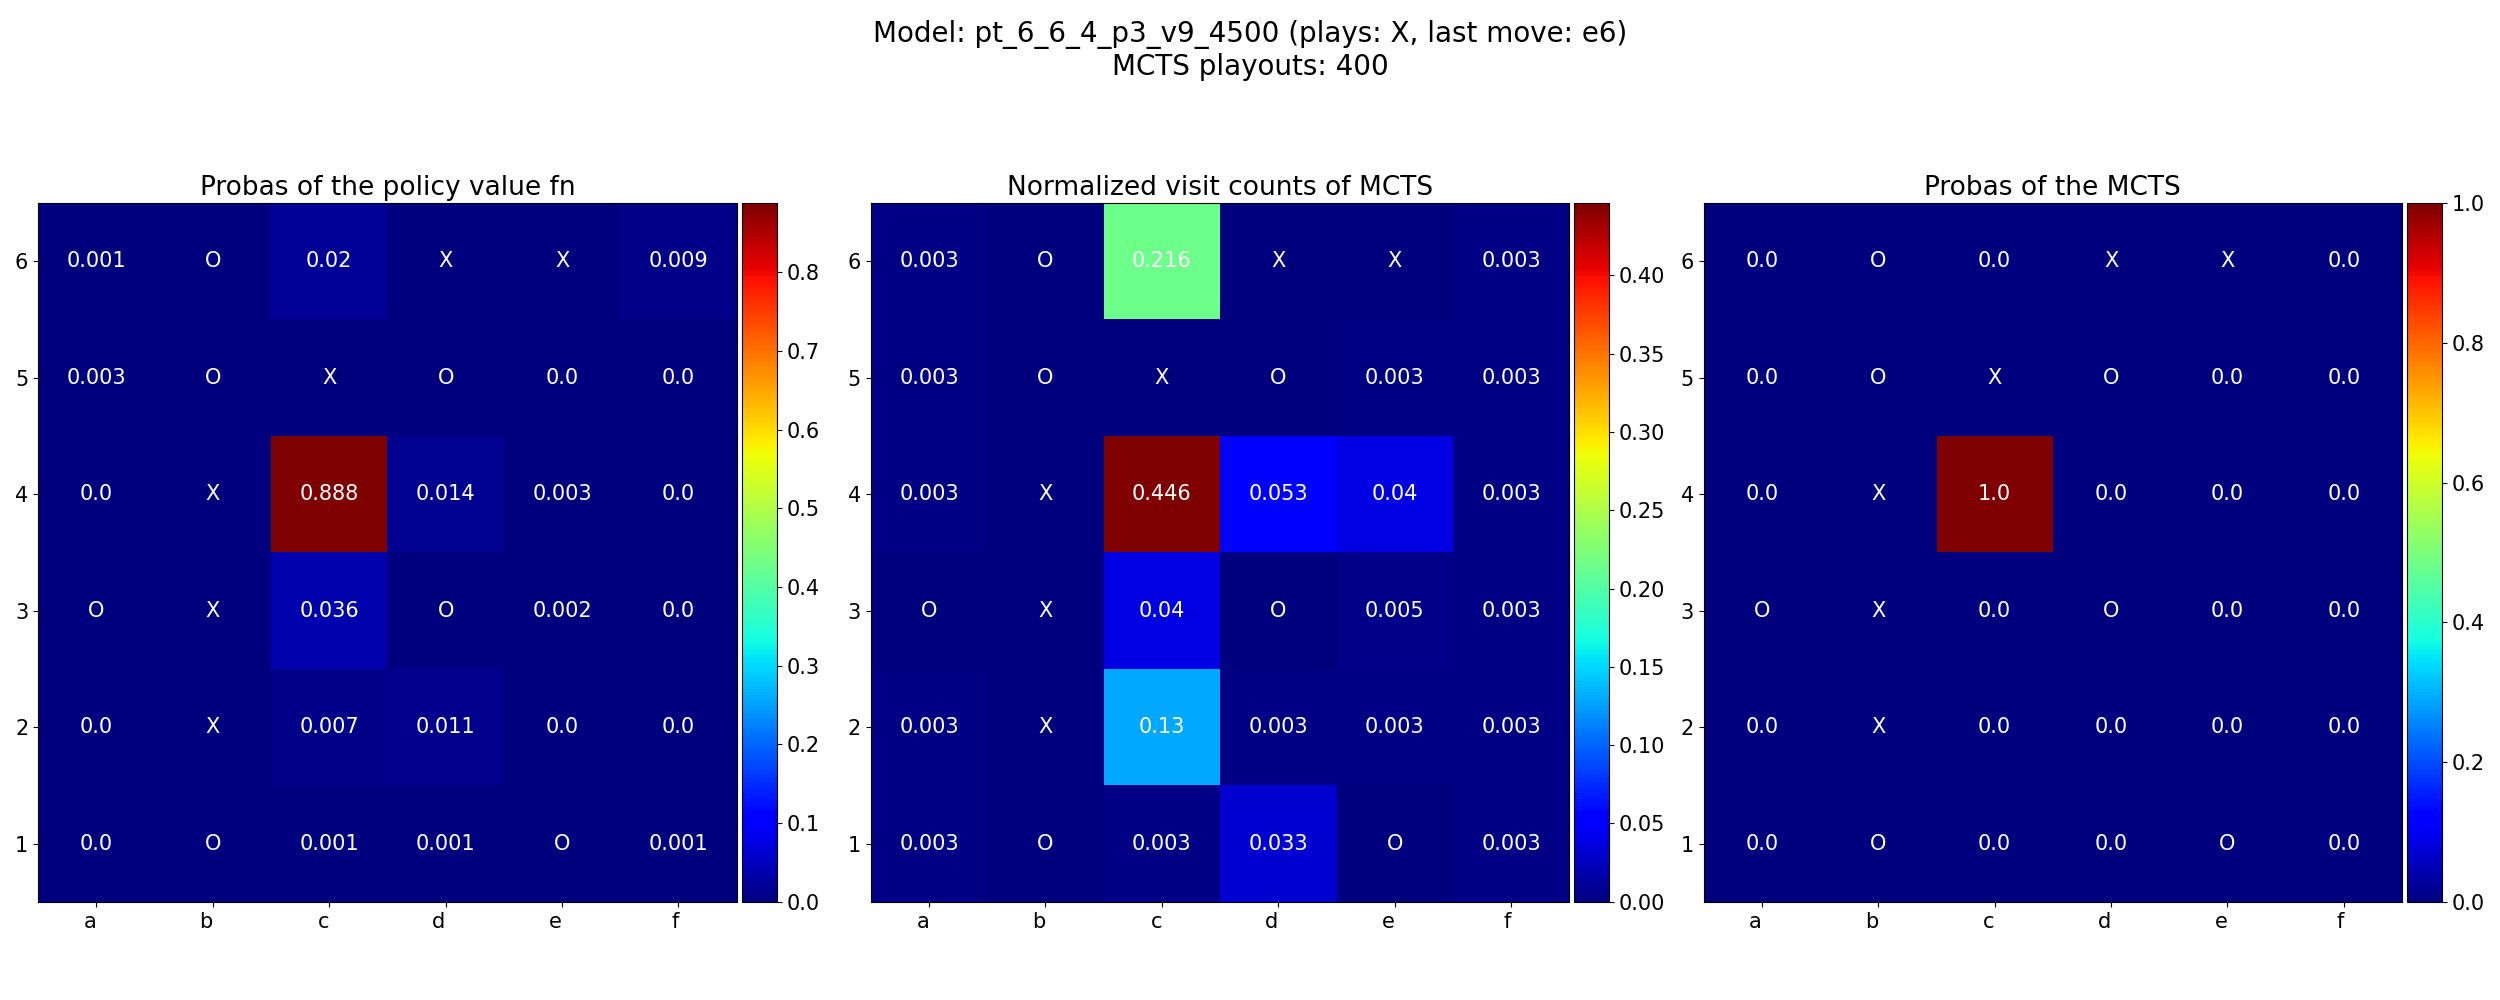 Model: pt_6_6_4_p3_v9_4500 (plays: X, last move: e6)
MCTS playouts: 400
Probas of the policy value fn
6 0.001 O 0.02 X X 0.009
5 0.003 O X O 0.0 0.0
4 0.0 X 0.888 0.014 0.003 0.0
3 O X 0.036 O 0.002 0.0
2 0.0 X 0.007 0.011 0.0 0.0
1 0.0 O 0.001 0.001 O 0.001
a b c d e f
0.8
0.7
0.6
0.5
0.4
0.3
0.2
0.1
0.0
Normalized visit counts of MCTS
6 0.003 O 0.216 X X 0.003
5 0.003 O X O 0.003 0.003
4 0.003 X 0.446 0.053 0.04 0.003
3 O X 0.04 O 0.005 0.003
2 0.003 X 0.13 0.003 0.003 0.003
1 0.003 O 0.003 0.033 O 0.003
a b c d e f
0.40
0.35
0.30
0.25
0.20
0.15
0.10
0.05
0.00
Probas of the MCTS
6 0.0 O 0.0 X X 0.0
5 0.0 O X O 0.0 0.0
4 0.0 X 1.0 0.0 0.0 0.0
3 O X 0.0 O 0.0 0.0
2 0.0 X 0.0 0.0 0.0 0.0
1 0.0 O 0.0 0.0 O 0.0
a b c d e f
1.0
0.8
0.6
0.4
0.2
0.0